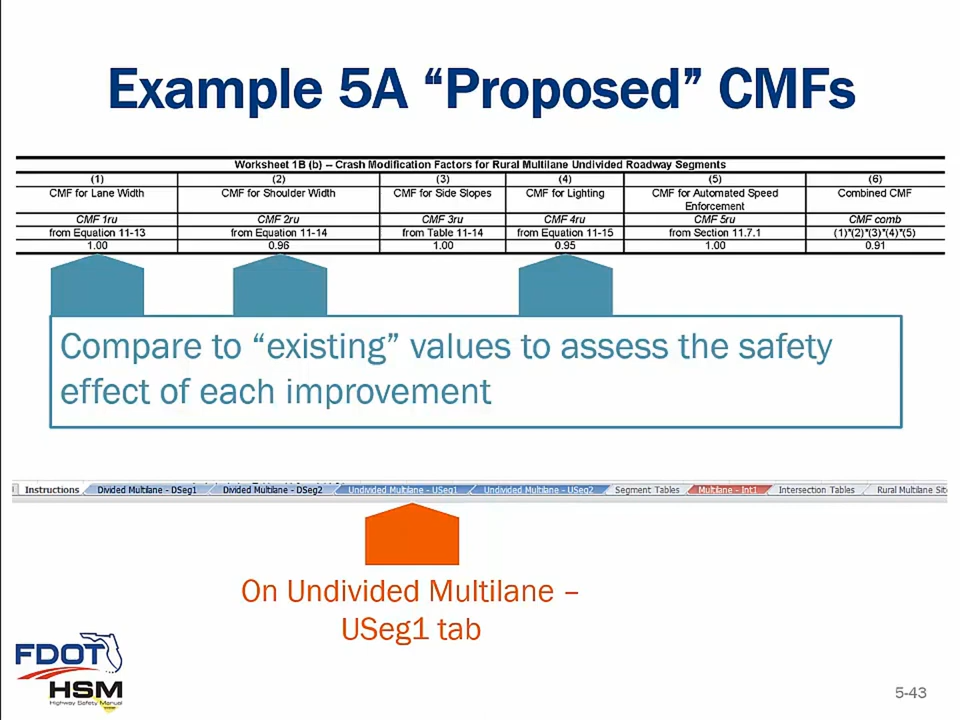 Example 5A “Proposed” CMFs
Worksheet 1B (b) – Crash Modification Factors for Rural Multilane Undivided Roadway Segments
(1) (2) (3) (4) (5) (6)
CMF for Lane Width CMF for Shoulder Width CMF for Side Slopes CMF for Lighting CMF for Automated Speed Enforcement Combined CMF
CMF 1ru CMF 2ru CMF 3ru CMF 4ru CMF 5ru CMF comb
from Equation 11-13 from Equation 11-14 from Table 11-14 from Equation 11-15 from Section 11.7.1 (1)*(2)*(3)*(4)*(5)
1.00 0.96 1.00 0.95 1.00 0.91
Compare to “existing” values to assess the safety
effect of each improvement
Instructions Divided Multilane - DSeg1 Divided Multilane - DSeg2 Undivided Multilane - USeg1 Undivided Multilane - USeg2 Segment Tables Multilane - Int1 Intersection Tables Rural Multilane Sit
On Undivided Multilane –
USeg1 tab
FDOT
HSM
Highway Safety Manual
5-43